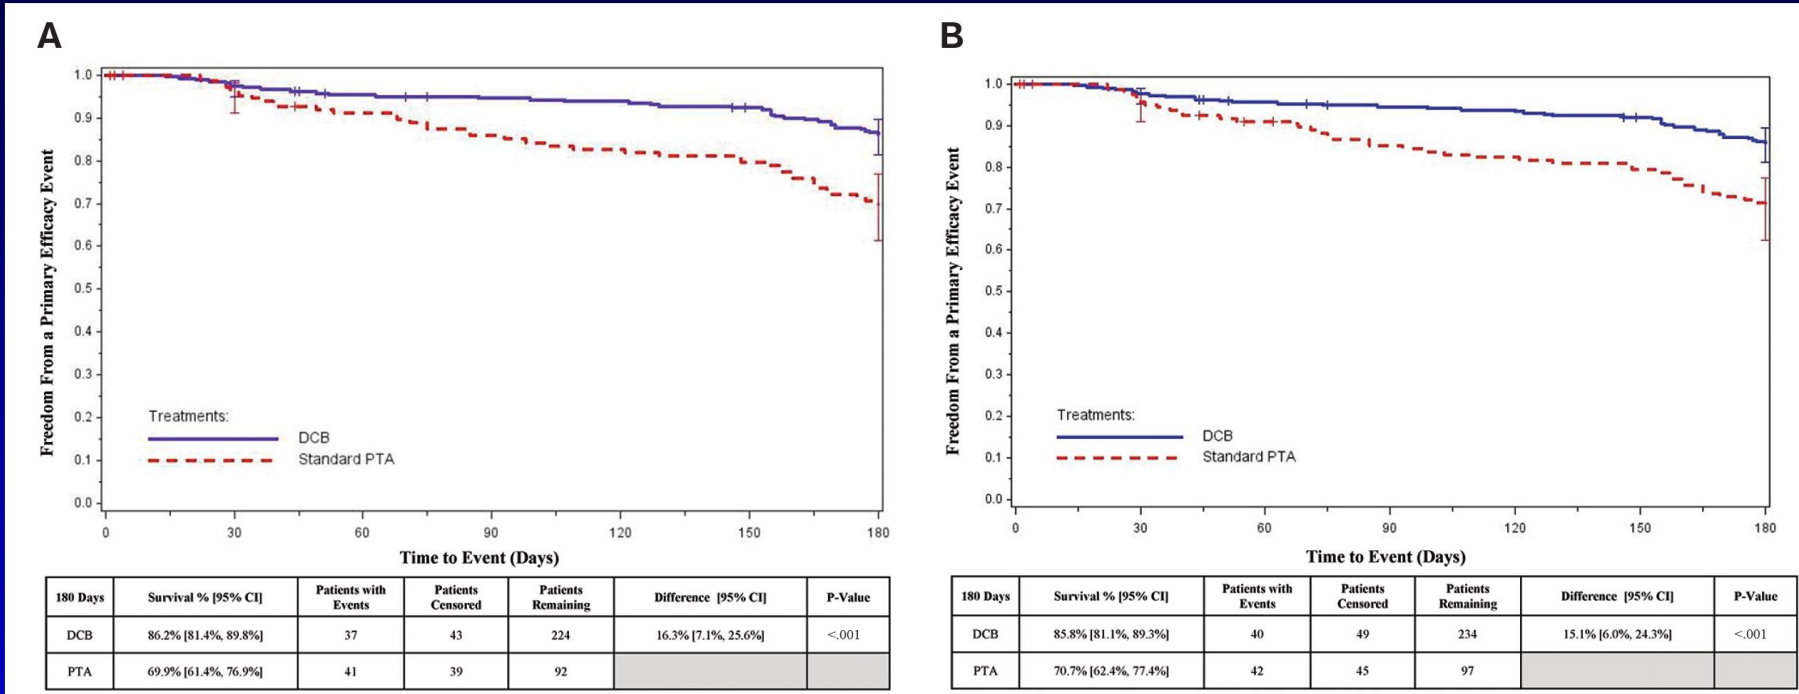 A
Freedom From a Primary Efficacy Event
1.0
0.9
0.8
0.7
0.6
0.5
0.4
0.3
0.2
0.1
0.0
Treatments:
DCB
Standard PTA
0 30 60 90 120 150 180
Time to Event (Days)
180 Days Survival % [95% CI] Patients with Events Patients Censored Patients Remaining Difference [95% CI] P-Value
DCB 86.2% [81.4%, 89.8%] 37 43 224 16.3% [7.1%, 25.6%] <.001
PTA 69.9% [61.4%, 76.9%] 41 39 92
B
Freedom From a Primary Efficacy Event
1.0
0.9
0.8
0.7
0.6
0.5
0.4
0.3
0.2
0.1
0.0
Treatments:
DCB
Standard PTA
0 30 60 90 120 150 180
Time to Event (Days)
180 Days Survival % [95% CI] Patients with Events Patients Censored Patients Remaining Difference [95% CI] P-Value
DCB 85.8% [81.1%, 89.3%] 40 49 234 15.1% [6.0%, 24.3%] <.001
PTA 70.7% [62.4%, 77.4%] 42 45 97